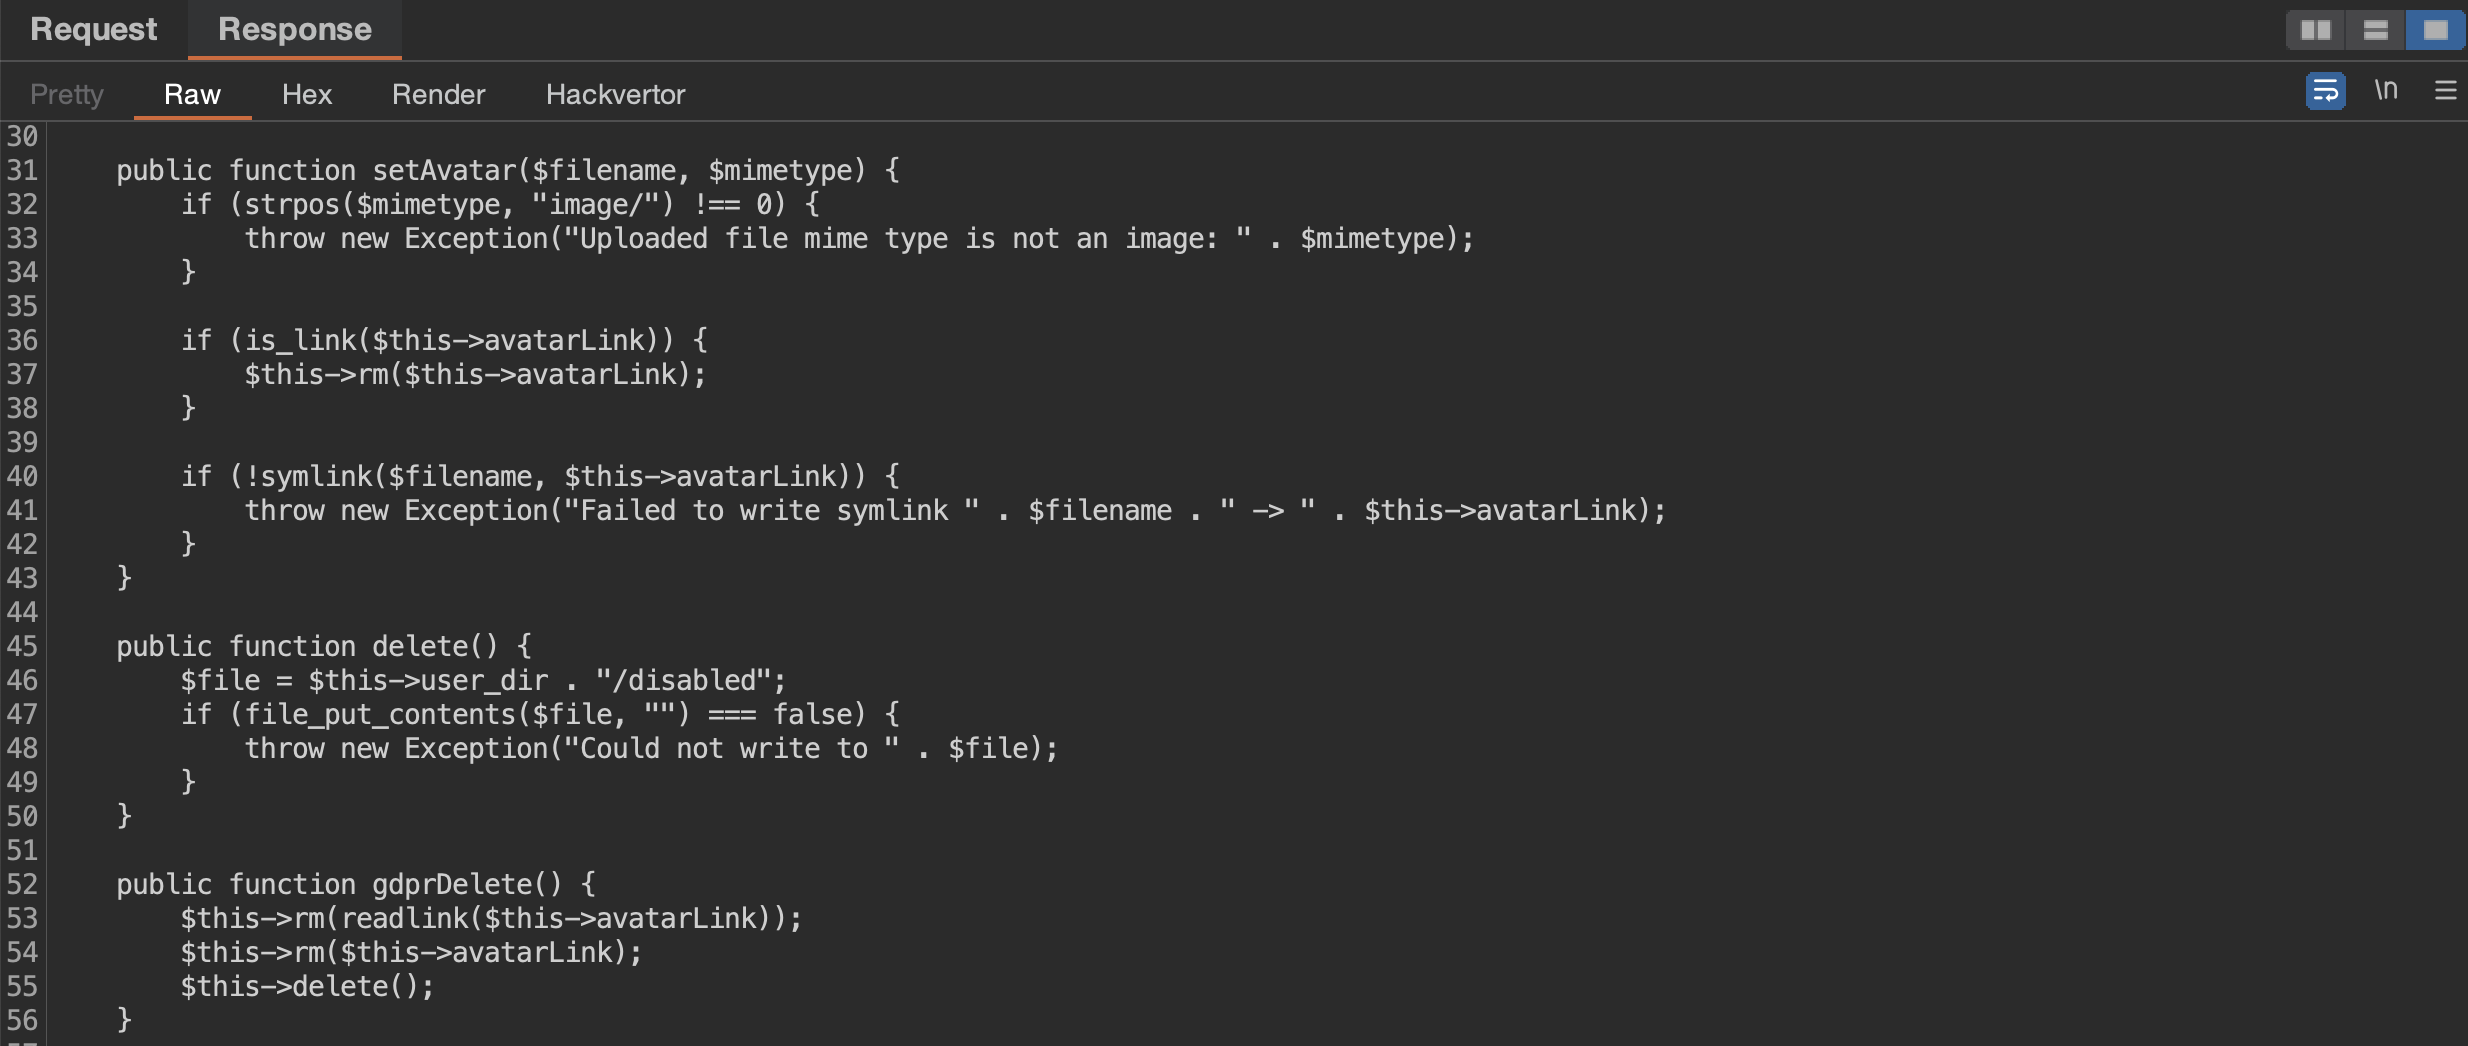 Request Response
Pretty Raw Hex Render Hackvertor \n
30
31 public function setAvatar($filename, $mimetype) {
32 if (strpos($mimetype, "image/") !== 0) {
33 throw new Exception("Uploaded file mime type is not an image: " . $mimetype);
34 }
35
36 if (is_link($this->avatarLink)) {
37 $this->rm($this->avatarLink);
38 }
39
40 if (!symlink($filename, $this->avatarLink)) {
41 throw new Exception("Failed to write symlink " . $filename . " -> " . $this->avatarLink);
42 }
43 }
44
45 public function delete() {
46 $file = $this->user_dir . "/disabled";
47 if (file_put_contents($file, "") === false) {
48 throw new Exception("Could not write to " . $file);
49 }
50 }
51
52 public function gdprDelete() {
53 $this->rm(readlink($this->avatarLink));
54 $this->rm($this->avatarLink);
55 $this->delete();
56 }